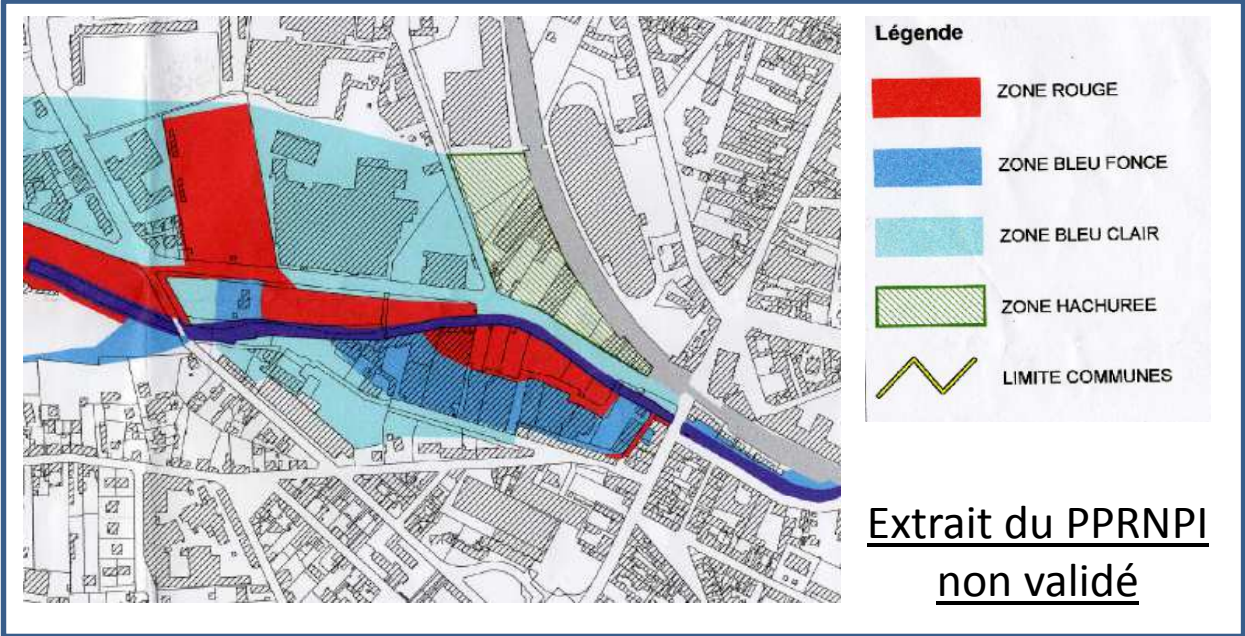 Légende
ZONE ROUGE
ZONE BLEU FONCE
ZONE BLEU CLAIR
ZONE HACHUREE
LIMITE COMMUNES
Extrait du PPRNPI
non validé